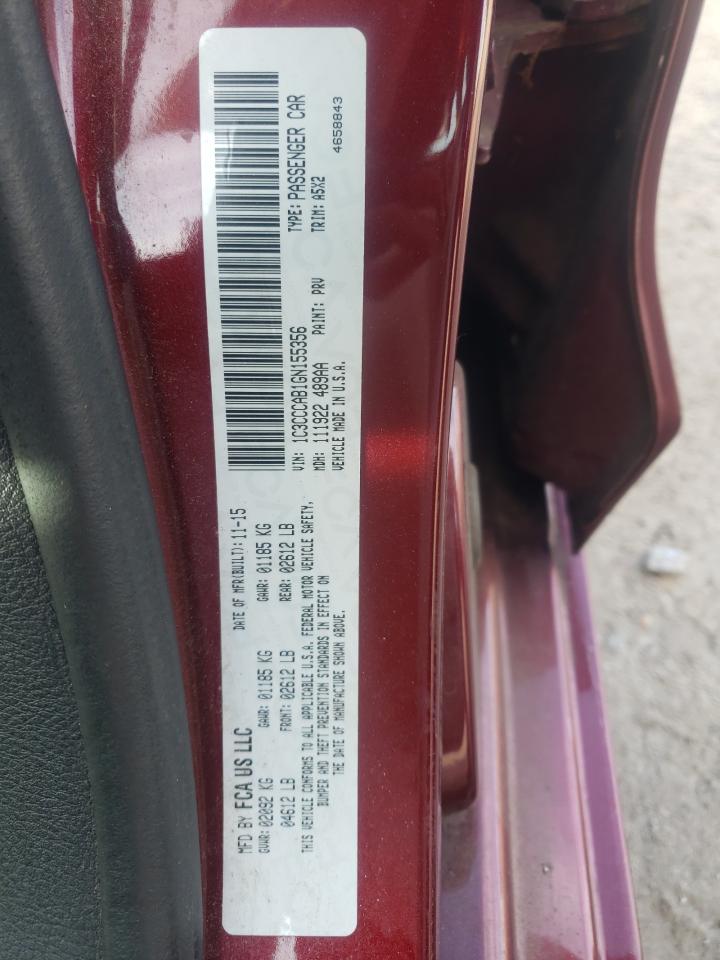 MFD BY FCA US LLC DATE OF MFR(BUILT): 11-15
GVWR: 02092 KG GAWR: 01185 KG GAWR: 01185 KG
04612 LB FRONT: 02612 LB REAR: 02612 LB
THIS VEHICLE CONFORMS TO ALL APPLICABLE U.S.A. FEDERAL MOTOR VEHICLE SAFETY,
BUMPER AND THEFT PREVENTION STANDARDS IN EFFECT ON
THE DATE OF MANUFACTURE SHOWN ABOVE.
VIN: 1C3CCCAB1GN155356 TYPE: PASSENGER CAR
MDH: 111922 489AA PAINT: PRV TRIM: A5X2
VEHICLE MADE IN U.S.A. 4658843